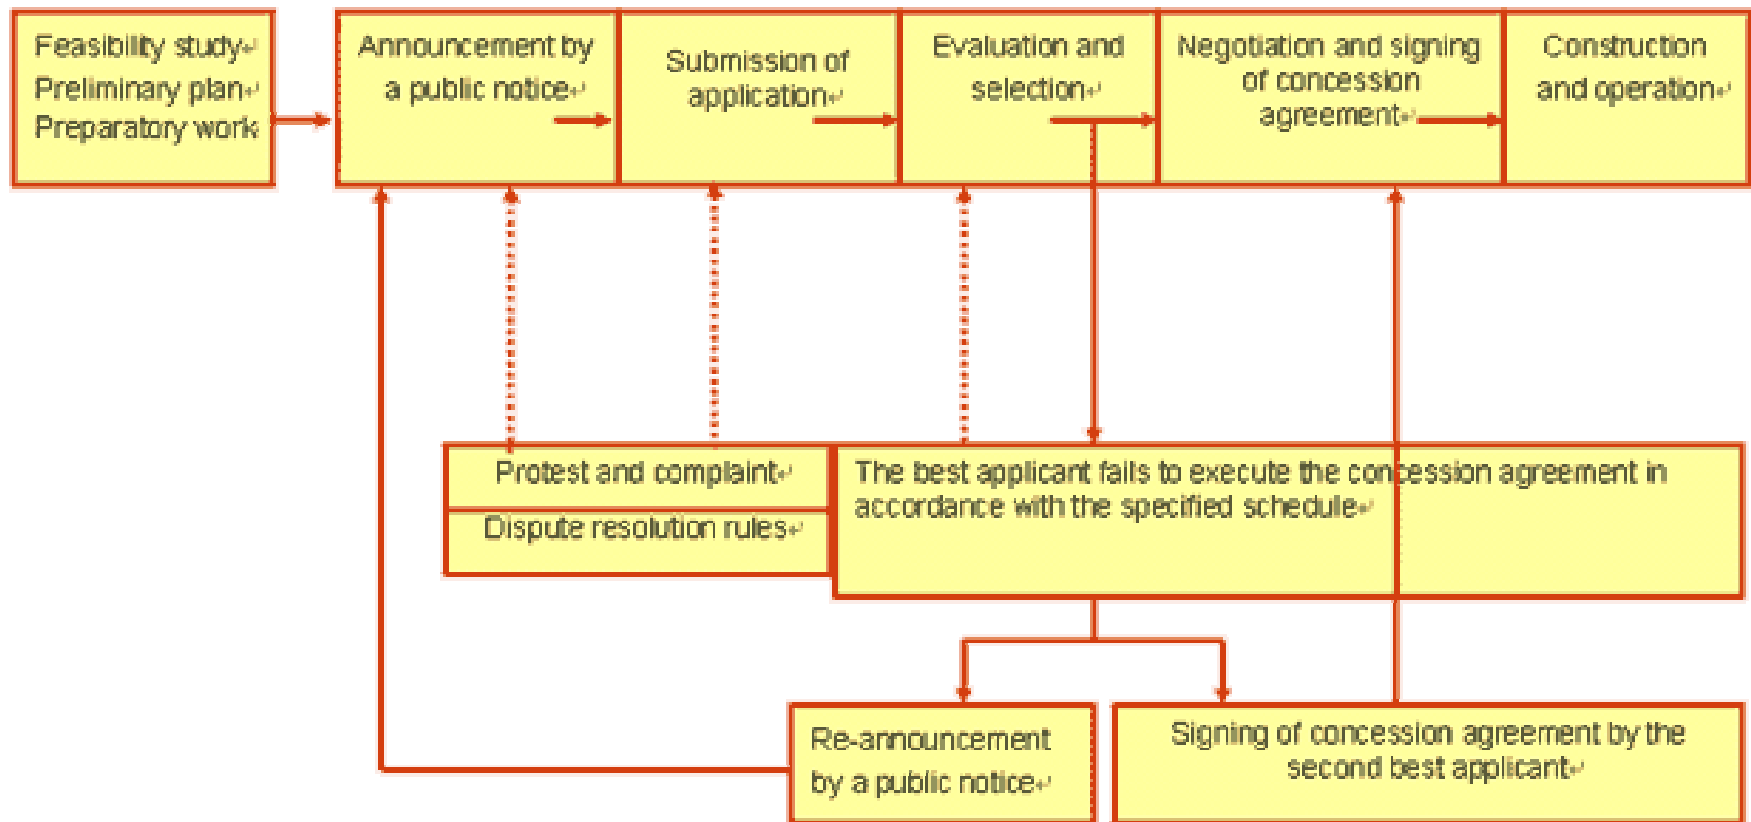 Feasibility study
Preliminary plan
Preparatory work
Announcement by
a public notice
Submission of
application
Evaluation and
selection
Negotiation and signing
of concession
agreement
Construction
and operation
Protest and complaint
Dispute resolution rules
The best applicant fails to execute the concession agreement in
accordance with the specified schedule
Re-announcement
by a public notice
Signing of concession agreement by the
second best applicant